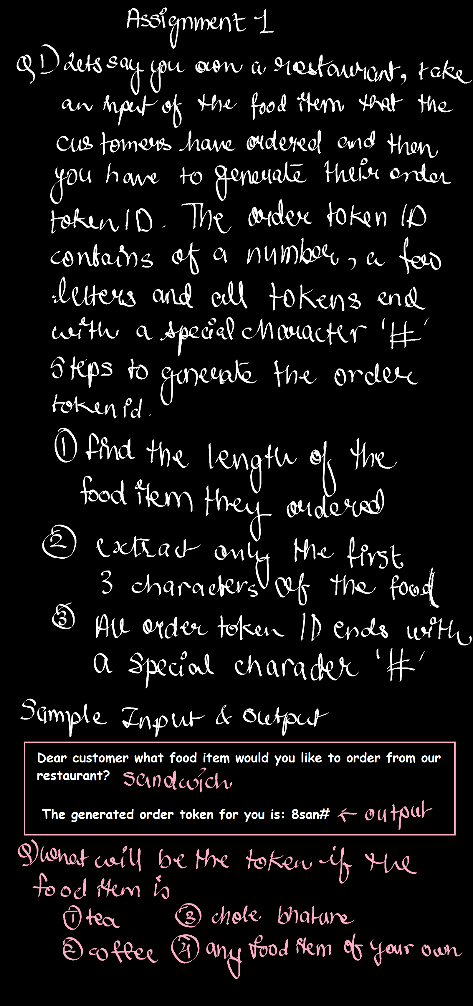 Assignment - 1
Q1) Lets say you own a restaurant, take
an input of the food item that the
customers have ordered and then
you have to generate their order
token ID. The order token ID
contains of a number, a few
letters and all tokens end
with a special character '#'
Steps to generate the order
token id.
① find the length of the
food item they ordered
② extract only the first
3 characters of the food
③ All order token ID ends with
a special charader '#'
Sample Input & Output
Dear customer what food item would you like to order from our
restaurant? Sandwich
The generated order token for you is: 8san# ← output
Q) what will be the token if the
food item is
① tea ③ chole bhature
② coffee ④ any food item of your own